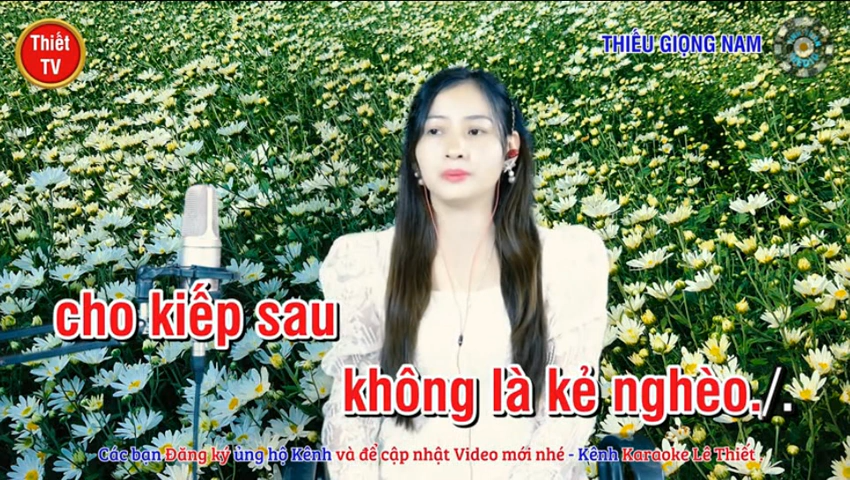 Thiết
TV
THIẾU GIỌNG NAM
cho kiếp sau
không là kẻ nghèo./.
Các bạn Đăng ký ủng hộ Kênh và để cập nhật Video mới nhé - Kênh Karaoke Lê Thiết .